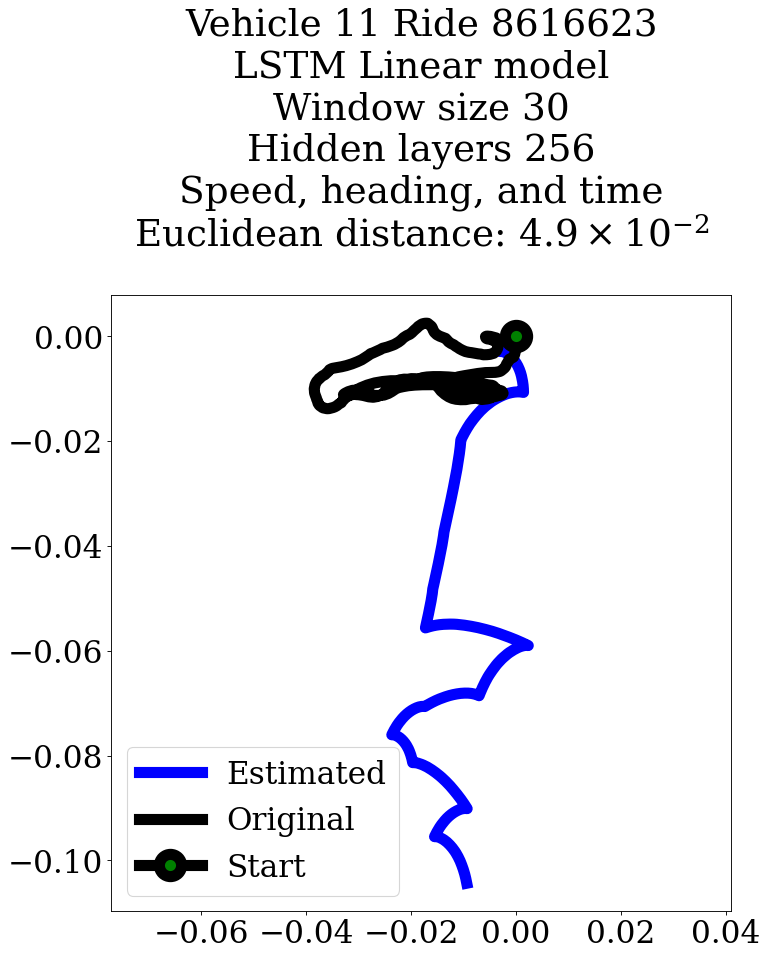 Vehicle 11 Ride 8616623
LSTM Linear model
Window size 30
Hidden layers 256
Speed, heading, and time
Euclidean distance: 4.9 × 10⁻²
0.00
−0.02
−0.04
−0.06
−0.08
−0.10
Estimated
Original
Start
−0.06 −0.04 −0.02 0.00 0.02 0.04